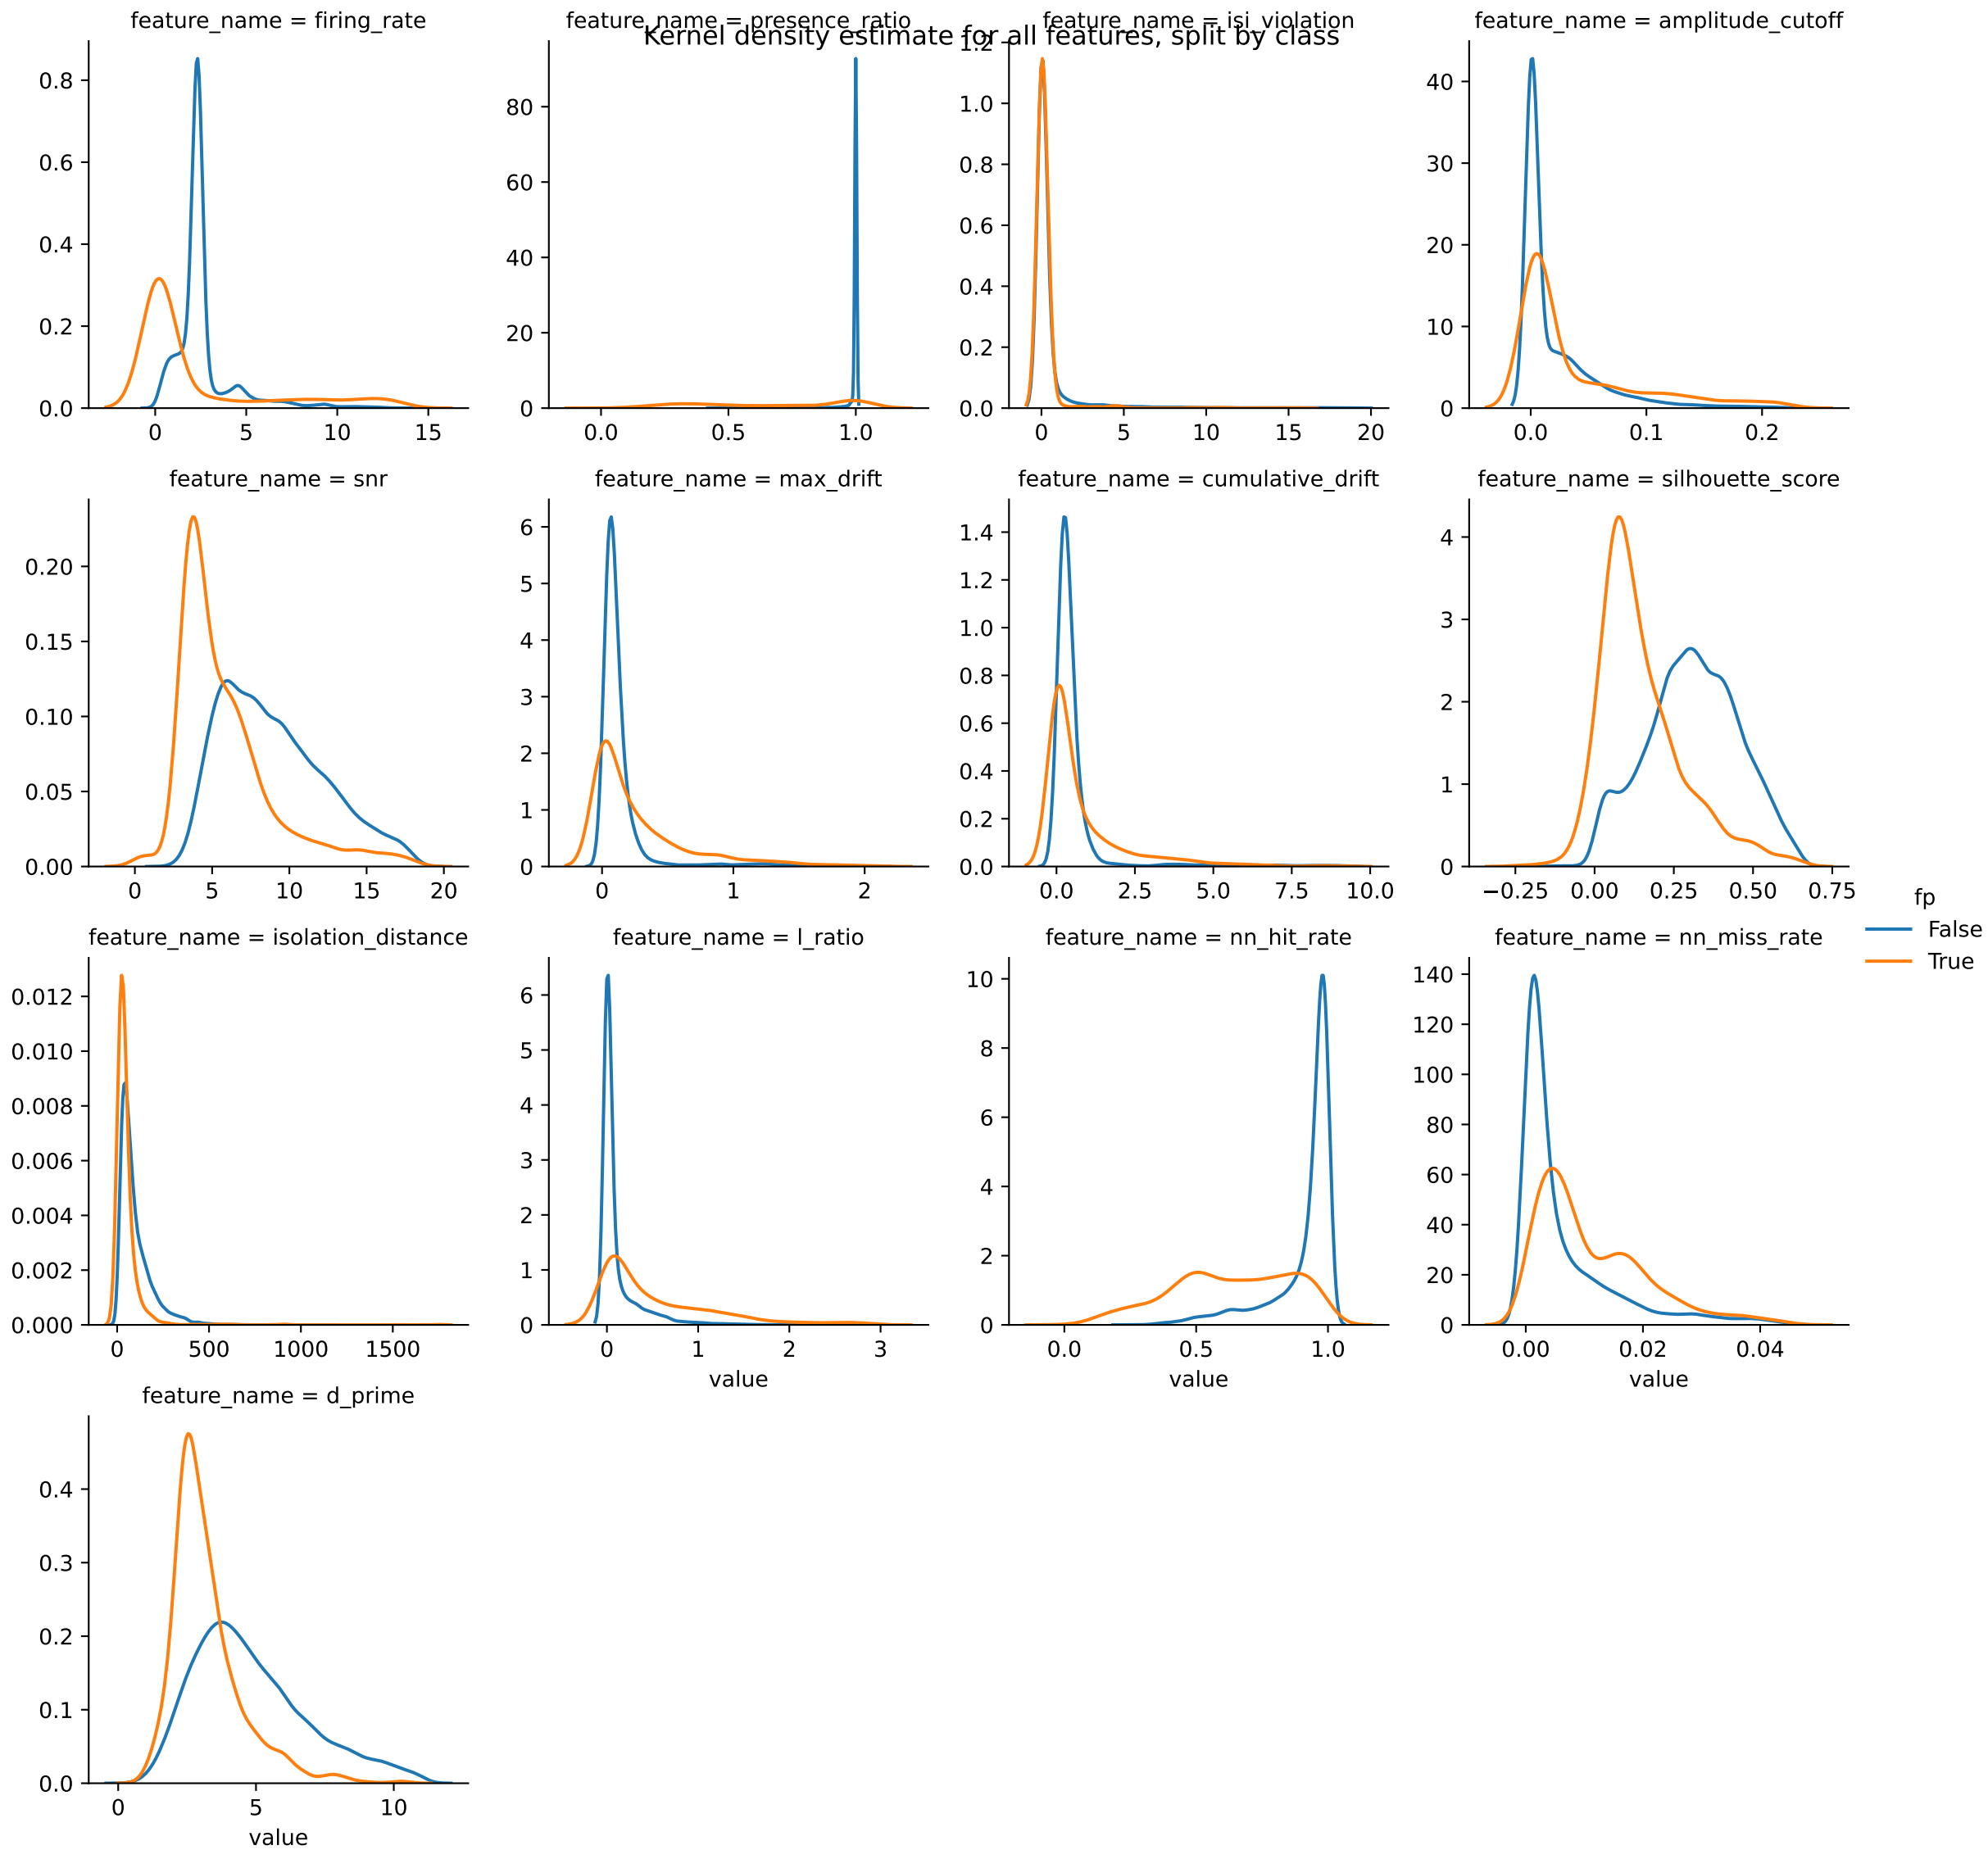 feature_name = firing_rate
feature_name = presence_ratio
feature_name = isi_violation
feature_name = amplitude_cutoff
Kernel density estimate for all features, split by class
0.8
0.6
0.4
0.2
0.0
0 5 10 15
80
60
40
20
0
0.0 0.5 1.0
1.2
1.0
0.8
0.6
0.4
0.2
0.0
0 5 10 15 20
40
30
20
10
0
0.0 0.1 0.2
feature_name = snr
feature_name = max_drift
feature_name = cumulative_drift
feature_name = silhouette_score
0.20
0.15
0.10
0.05
0.00
0 5 10 15 20
6
5
4
3
2
1
0
0 1 2
1.4
1.2
1.0
0.8
0.6
0.4
0.2
0.0
0.0 2.5 5.0 7.5 10.0
4
3
2
1
0
−0.25 0.00 0.25 0.50 0.75
fp
False
True
feature_name = isolation_distance
feature_name = l_ratio
feature_name = nn_hit_rate
feature_name = nn_miss_rate
0.012
0.010
0.008
0.006
0.004
0.002
0.000
0 500 1000 1500
6
5
4
3
2
1
0
0 1 2 3
value
10
8
6
4
2
0
0.0 0.5 1.0
value
140
120
100
80
60
40
20
0
0.00 0.02 0.04
value
feature_name = d_prime
0.4
0.3
0.2
0.1
0.0
0 5 10
value